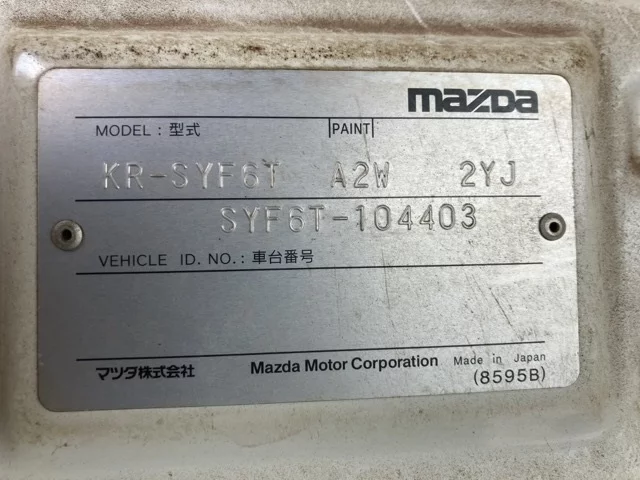 mazda
MODEL : 型式 |PAINT|
KR-SYF6T A2W 2YJ
SYF6T-104403
VEHICLE ID. NO. : 車台番号
マツダ株式会社 Mazda Motor Corporation Made in Japan
(8595B)